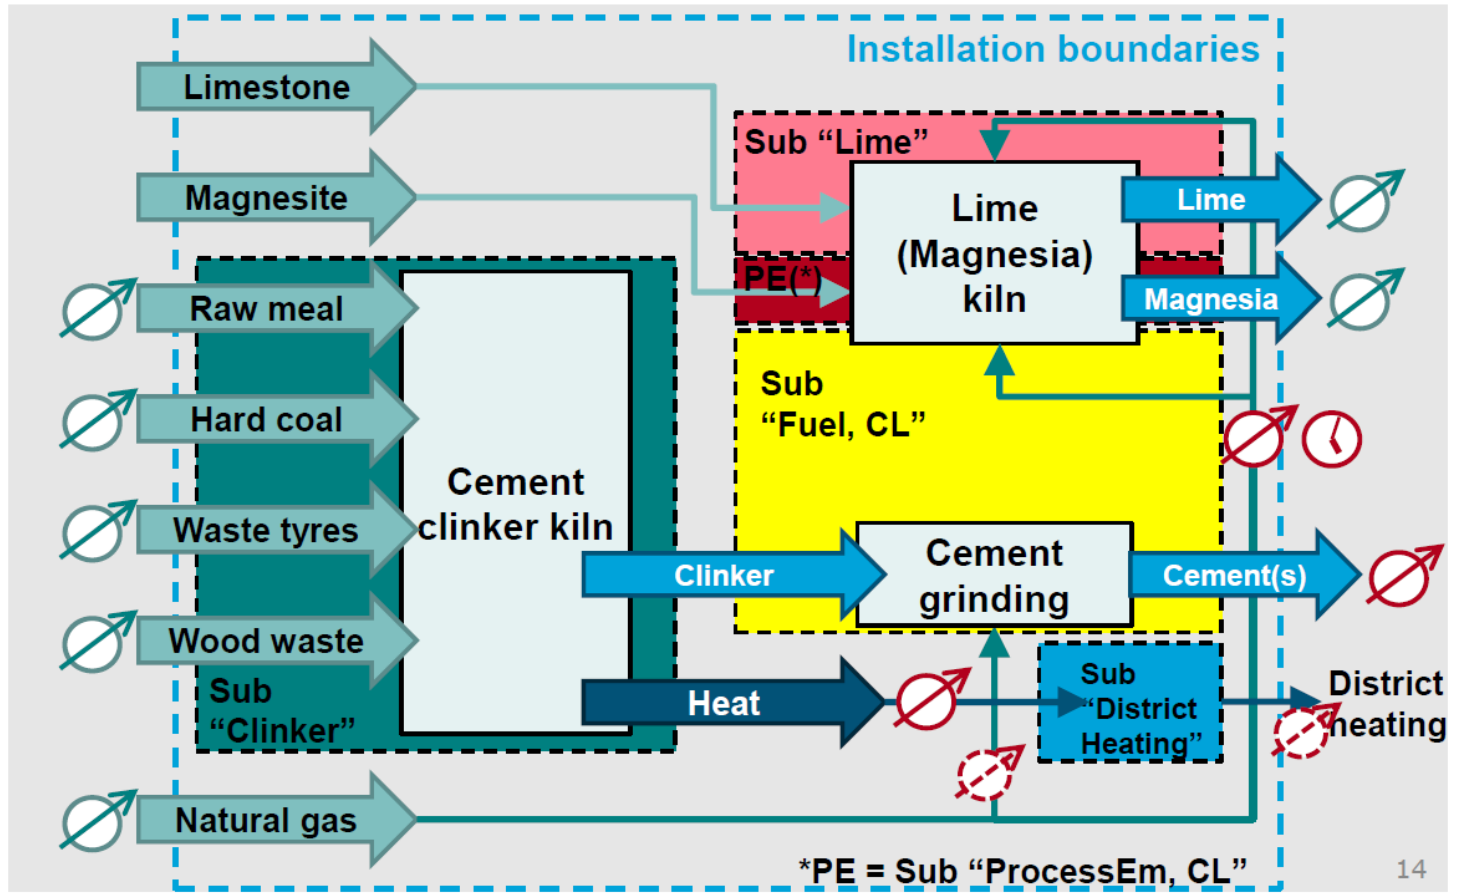 Installation boundaries
Limestone
Magnesite
Sub “Lime”
Lime
(Magnesia)
kiln
Lime
PE(*)
Magnesia
Raw meal
Hard coal
Waste tyres
Wood waste
Sub
“Clinker”
Cement
clinker kiln
Sub
“Fuel, CL”
Clinker
Cement
grinding
Cement(s)
Heat
Sub
“District
Heating”
District
heating
Natural gas
*PE = Sub “ProcessEm, CL”
14